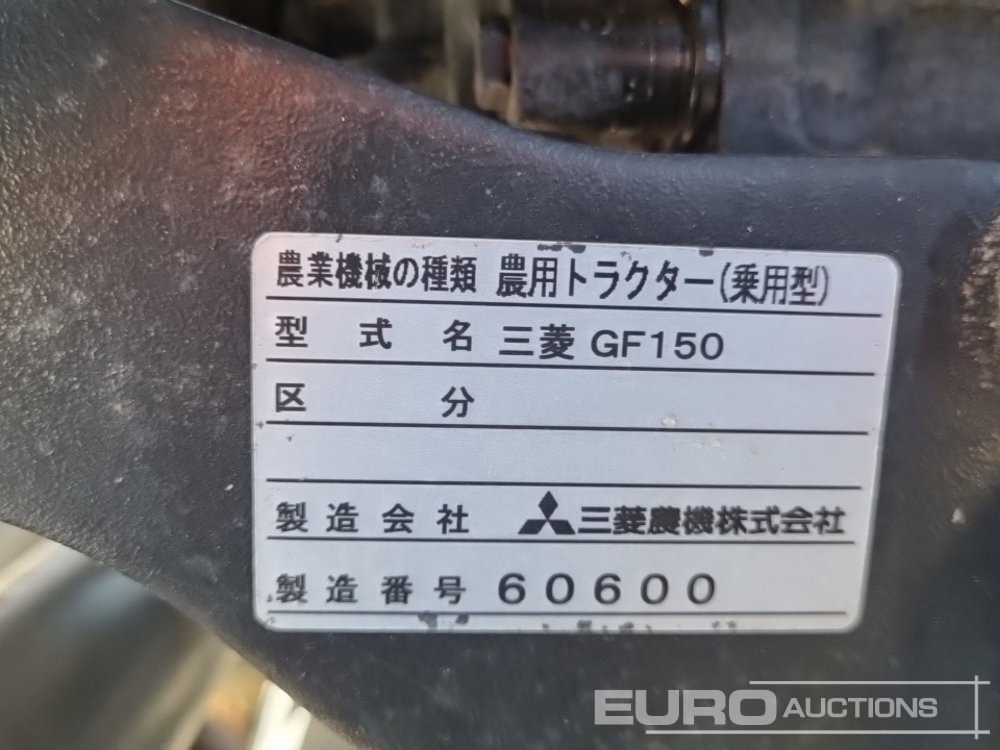 農業機械の種類 農用トラクター(乗用型)
型式名 三菱 GF150
区分
製造会社 三菱農機株式会社
製造番号 60600
EURO AUCTIONS